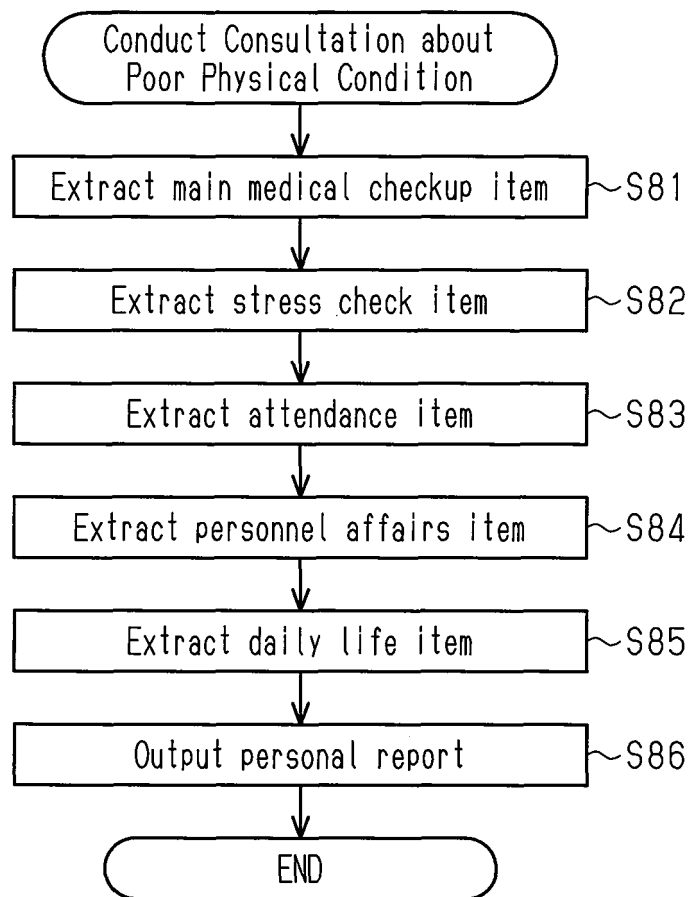 Conduct Consultation about
Poor Physical Condition
Extract main medical checkup item
S81
Extract stress check item
S82
Extract attendance item
S83
Extract personnel affairs item
S84
Extract daily life item
S85
Output personal report
S86
END